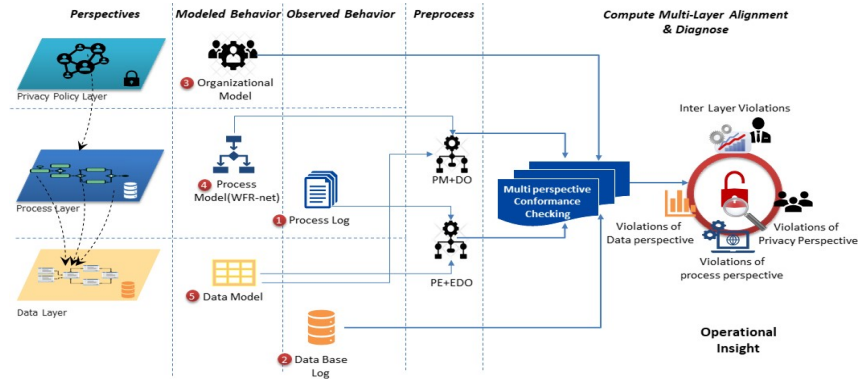 Perspectives
Modeled Behavior
Observed Behavior
Preprocess
Compute Multi-Layer Alignment
& Diagnose
Privacy Policy Layer
3 Organizational
Model
Inter Layer Violations
PM+DO
4 Process
Model(WFR-net)
Process Layer
1 Process Log
Multi perspective
Conformance
Checking
Violations of
Data perspective
Violations of
Privacy Perspective
Violations of
process perspective
PE+EDO
5 Data Model
Data Layer
2 Data Base
Log
Operational
Insight